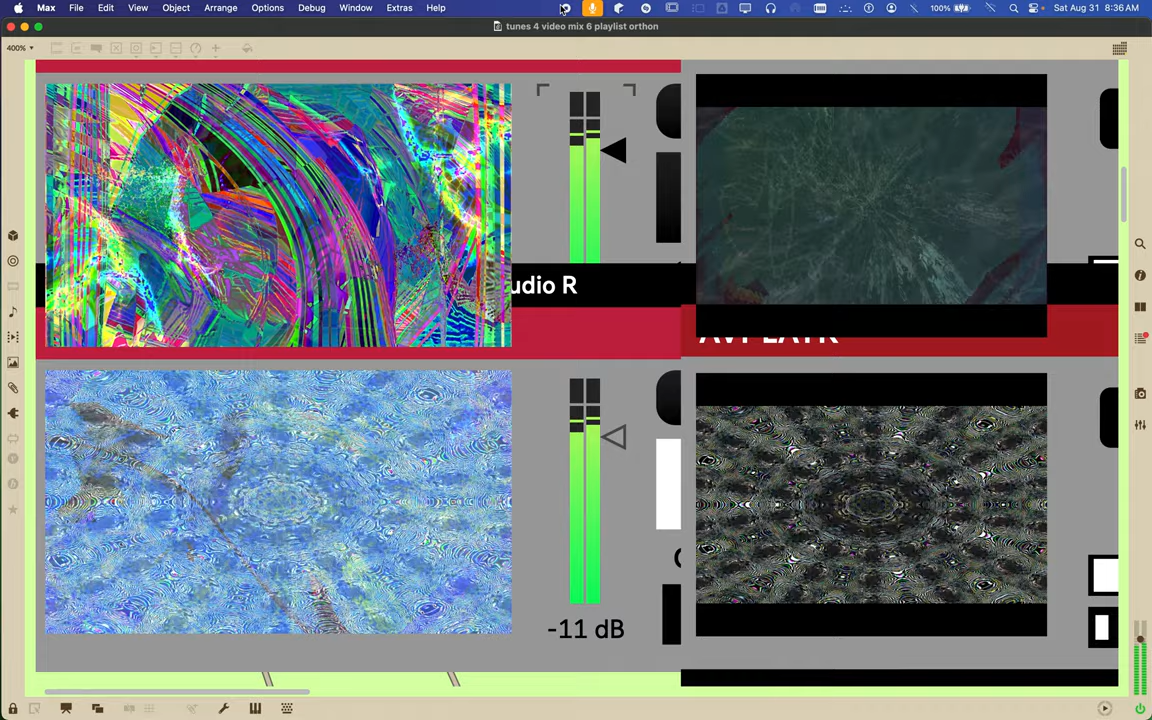 Max File Edit View Object Arrange Options Debug Window Extras Help 100% Sat Aug 31 8:36 AM
tunes 4 video mix 6 playlist orthon
400%
udio R
-11 dB